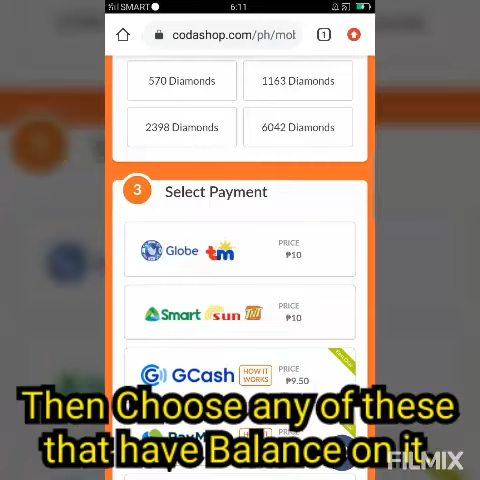 SMART
6:11
codashop.com/ph/mob
1
570 Diamonds
1163 Diamonds
2398 Diamonds
6042 Diamonds
3 Select Payment
Globe tm
PRICE
₱10
Smart sun TNT
PRICE
₱10
GCash HOW IT WORKS
PRICE
₱9.50
Then Choose any of these
that have Balance on it
FILMIX